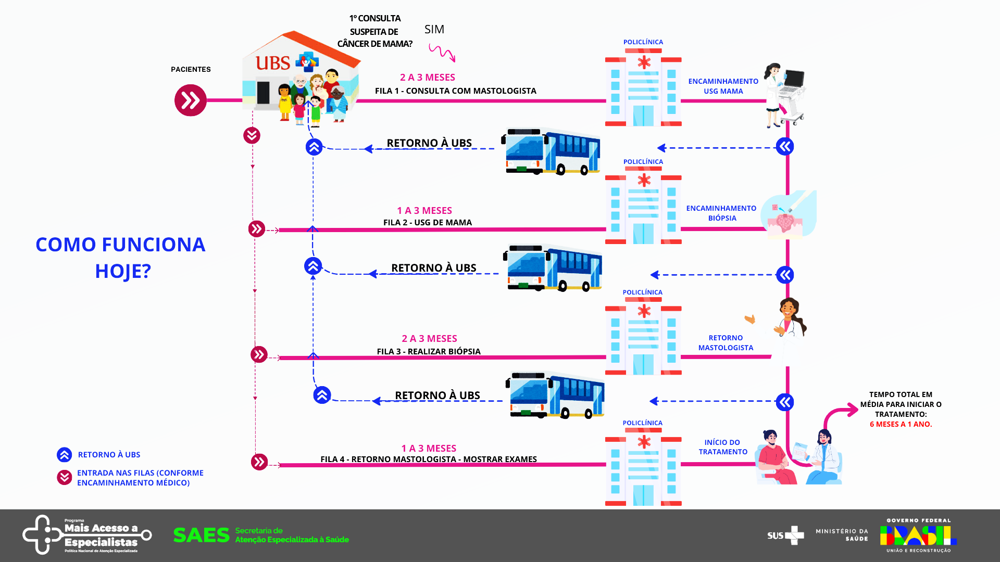 1º CONSULTA
SUSPEITA DE
CÂNCER DE MAMA?
SIM
PACIENTES
UBS
2 A 3 MESES
FILA 1 - CONSULTA COM MASTOLOGISTA
POLICLÍNICA
ENCAMINHAMENTO
USG MAMA
RETORNO À UBS
POLICLÍNICA
1 A 3 MESES
FILA 2 - USG DE MAMA
ENCAMINHAMENTO
BIÓPSIA
COMO FUNCIONA
HOJE?
RETORNO À UBS
POLICLÍNICA
2 A 3 MESES
FILA 3 - REALIZAR BIÓPSIA
RETORNO
MASTOLOGISTA
RETORNO À UBS
TEMPO TOTAL EM
MÉDIA PARA INICIAR O
TRATAMENTO:
6 MESES A 1 ANO.
POLICLÍNICA
1 A 3 MESES
FILA 4 - RETORNO MASTOLOGISTA - MOSTRAR EXAMES
INÍCIO DO
TRATAMENTO
RETORNO À UBS
ENTRADA NAS FILAS (CONFORME
ENCAMINHAMENTO MÉDICO)
Programa
Mais Acesso a
Especialistas
Política Nacional de Atenção Especializada
SAES
Secretaria de
Atenção Especializada à Saúde
SUS
MINISTÉRIO DA
SAÚDE
GOVERNO FEDERAL
BRASIL
UNIÃO E RECONSTRUÇÃO